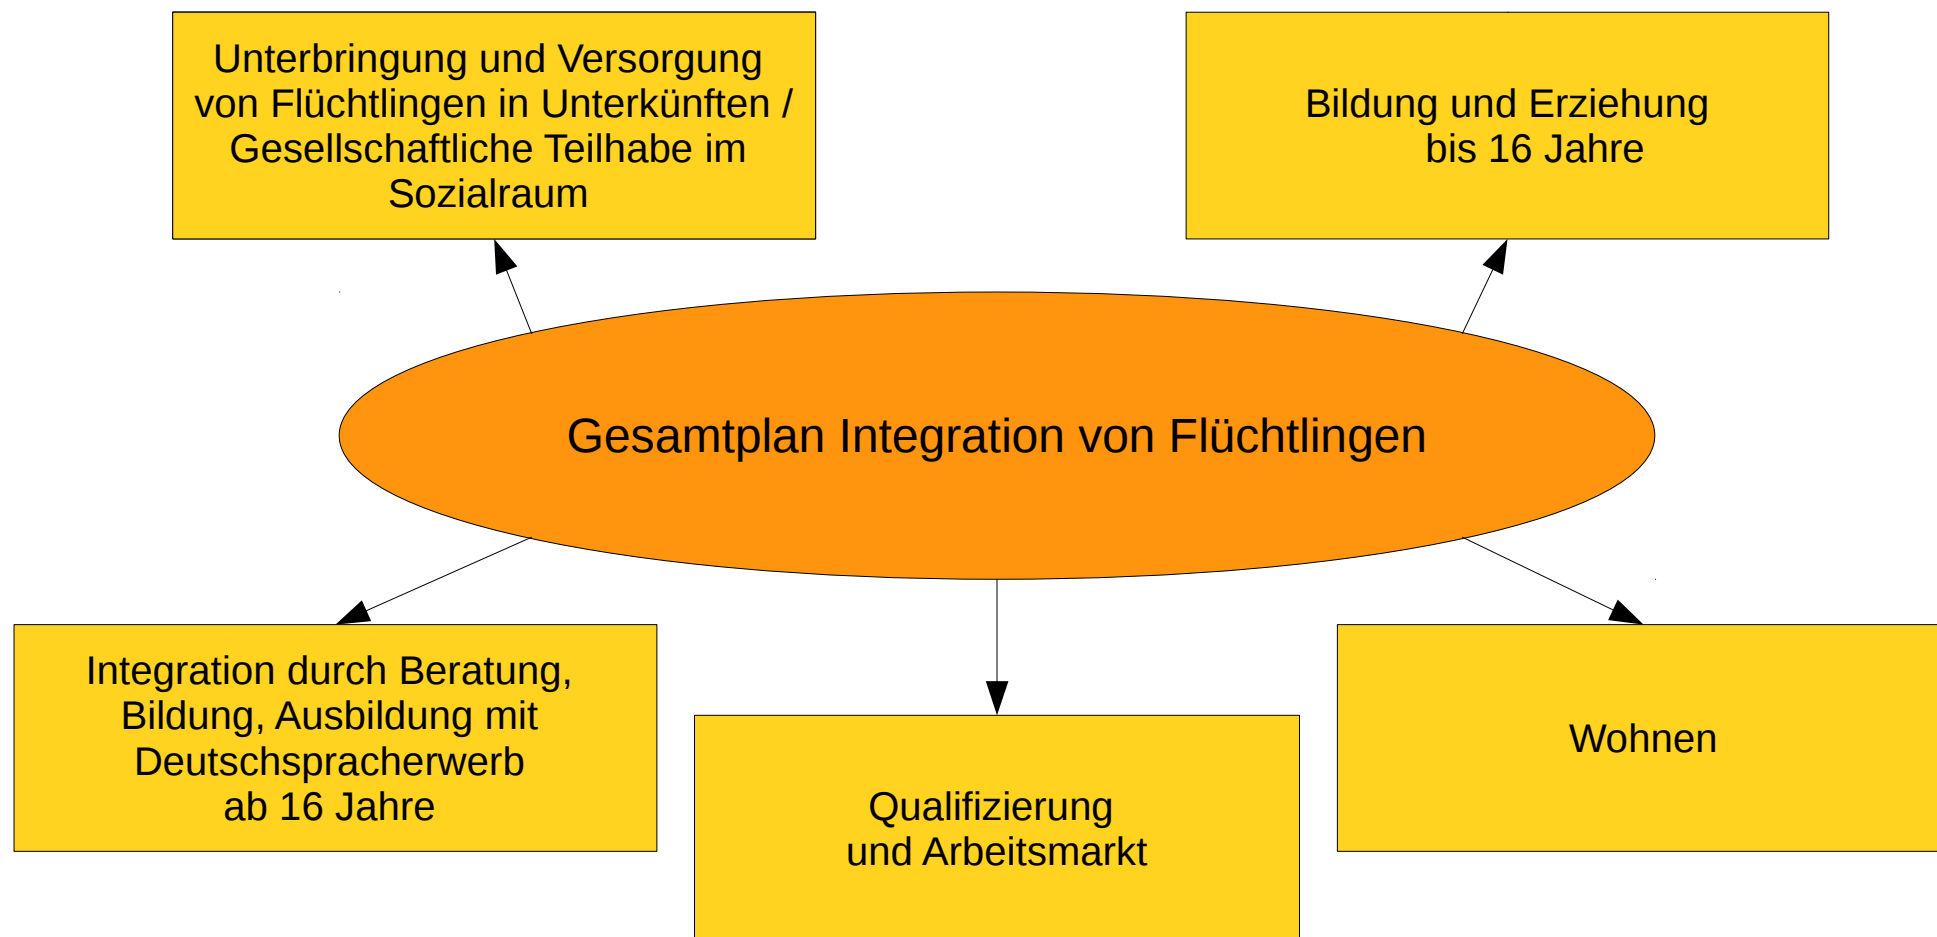 Unterbringung und Versorgung
von Flüchtlingen in Unterkünften /
Gesellschaftliche Teilhabe im
Sozialraum
Bildung und Erziehung
bis 16 Jahre
Gesamtplan Integration von Flüchtlingen
Integration durch Beratung,
Bildung, Ausbildung mit
Deutschspracherwerb
ab 16 Jahre
Qualifizierung
und Arbeitsmarkt
Wohnen